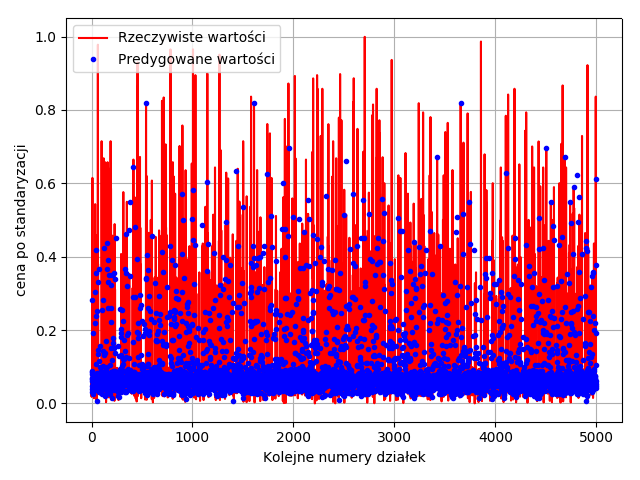 Rzeczywiste wartości
Predygowane wartości
cena po standaryzacji
1.0
0.8
0.6
0.4
0.2
0.0
0 1000 2000 3000 4000 5000
Kolejne numery działek